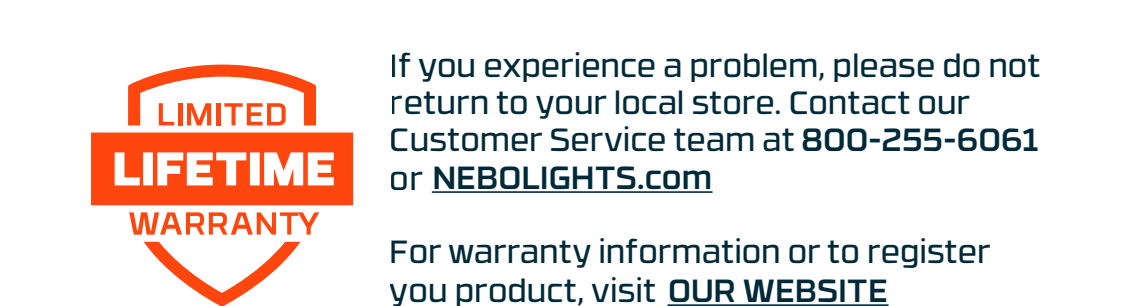 LIMITED
LIFETIME
WARRANTY
If you experience a problem, please do not
return to your local store. Contact our
Customer Service team at 800-255-6061
or NEBOLIGHTS.com
For warranty information or to register
you product, visit OUR WEBSITE